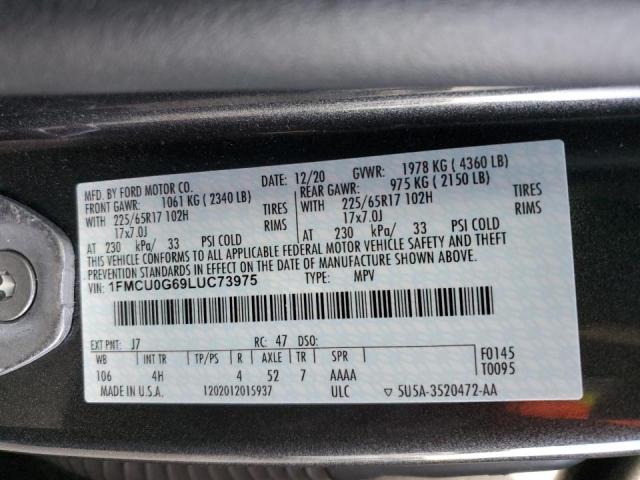 MFD. BY FORD MOTOR CO.
DATE: 12/20 GVWR: 1978 KG ( 4360 LB)
FRONT GAWR: 1061 KG ( 2340 LB) REAR GAWR: 975 KG ( 2150 LB)
WITH 225/65R17 102H TIRES WITH 225/65R17 102H TIRES
17x7.0J RIMS 17x7.0J RIMS
AT 230 kPa/ 33 PSI COLD AT 230 kPa/ 33 PSI COLD
THIS VEHICLE CONFORMS TO ALL APPLICABLE FEDERAL MOTOR VEHICLE SAFETY AND THEFT
PREVENTION STANDARDS IN EFFECT ON THE DATE OF MANUFACTURE SHOWN ABOVE.
VIN: 1FMCU0G69LUC73975 TYPE: MPV
EXT PNT: J7 RC: 47 DSO:
WB INT TR TP/PS R AXLE TR SPR F0145
106 4H 4 52 7 AAAA T0095
MADE IN U.S.A. 1202012015937 ULC ▽ 5U5A-3520472-AA